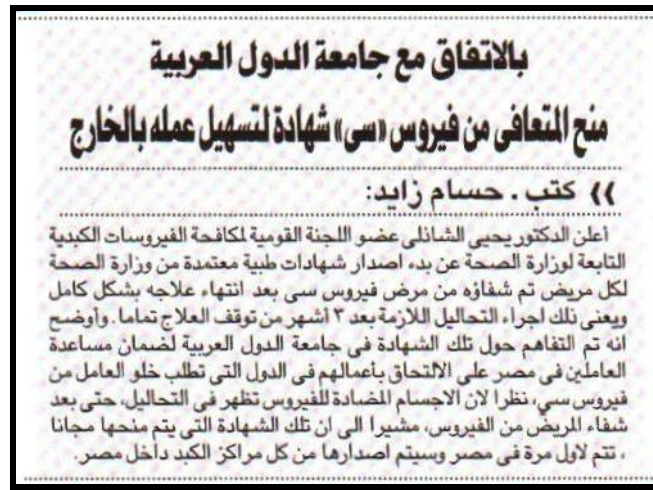 بالاتفاق مع جامعة الدول العربية
منح المتعافى من فيروس «سى» شهادة لتسهيل عمله بالخارج
‹‹ كتب . حسام زايد:
أعلن الدكتور يحيى الشاذلى عضو اللجنة القومية لمكافحة الفيروسات الكبدية
التابعة لوزارة الصحة عن بدء اصدار شهادات طبية معتمدة من وزارة الصحة
لكل مريض تم شفاؤه من مرض فيروس سى بعد انتهاء علاجه بشكل كامل
ويعنى ذلك اجراء التحاليل اللازمة بعد ٣ أشهر من توقف العلاج تماما. وأوضح
انه تم التفاهم حول تلك الشهادة فى جامعة الدول العربية لضمان مساعدة
العاملين فى مصر على الالتحاق بأعمالهم فى الدول التى تطلب خلو العامل من
فيروس سي، نظرا لان الاجسام المضادة للفيروس تظهر فى التحاليل، حتى بعد
شفاء المريض من الفيروس، مشيرا الى ان تلك الشهادة التى يتم منحها مجانا
، تتم لاول مرة فى مصر وسيتم اصدارها من كل مراكز الكبد داخل مصر.